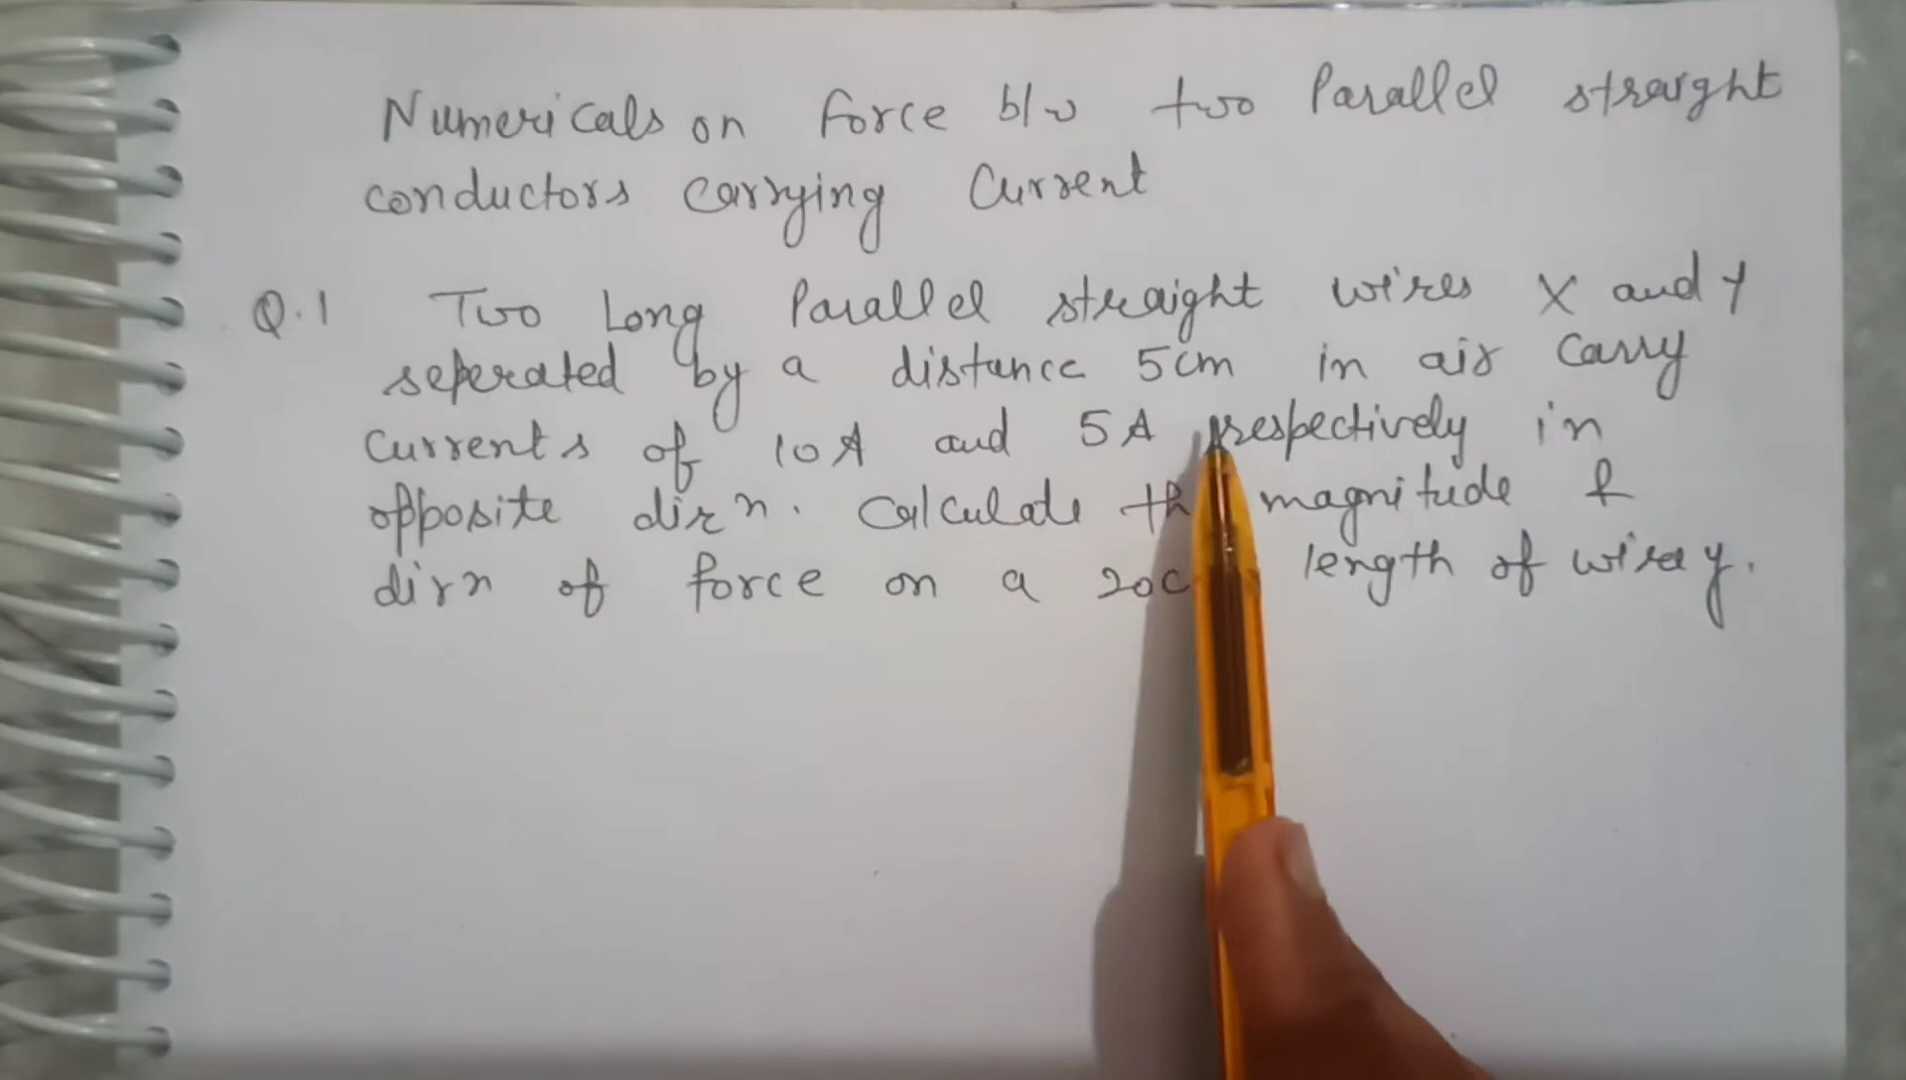 Numericals on force b/w two Parallel straight
conductors carrying Current
Q.1 Two Long Parallel straight wires X and Y
seperated by a distance 5cm in air carry
Currents of 10A and 5A respectively in
opposite dirn. Calculate th magnitude &
dirn of force on a 20c length of wire y.